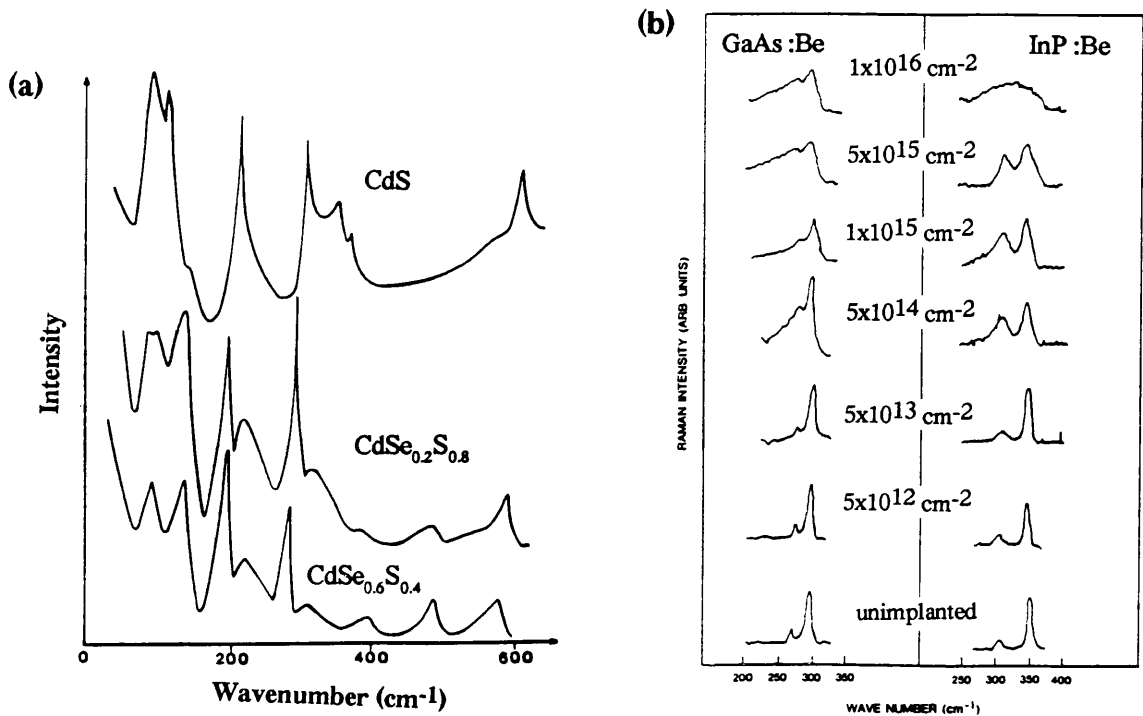 (a)
Intensity
CdS
CdSe0.2S0.8
CdSe0.6S0.4
0 200 400 600
Wavenumber (cm-1)
(b)
GaAs :Be InP :Be
1x10^16 cm-2
5x10^15 cm-2
1x10^15 cm-2
5x10^14 cm-2
5x10^13 cm-2
5x10^12 cm-2
unimplanted
RAMAN INTENSITY (ARB UNITS)
200 250 300 350 250 300 350 400
WAVE NUMBER (cm-1)